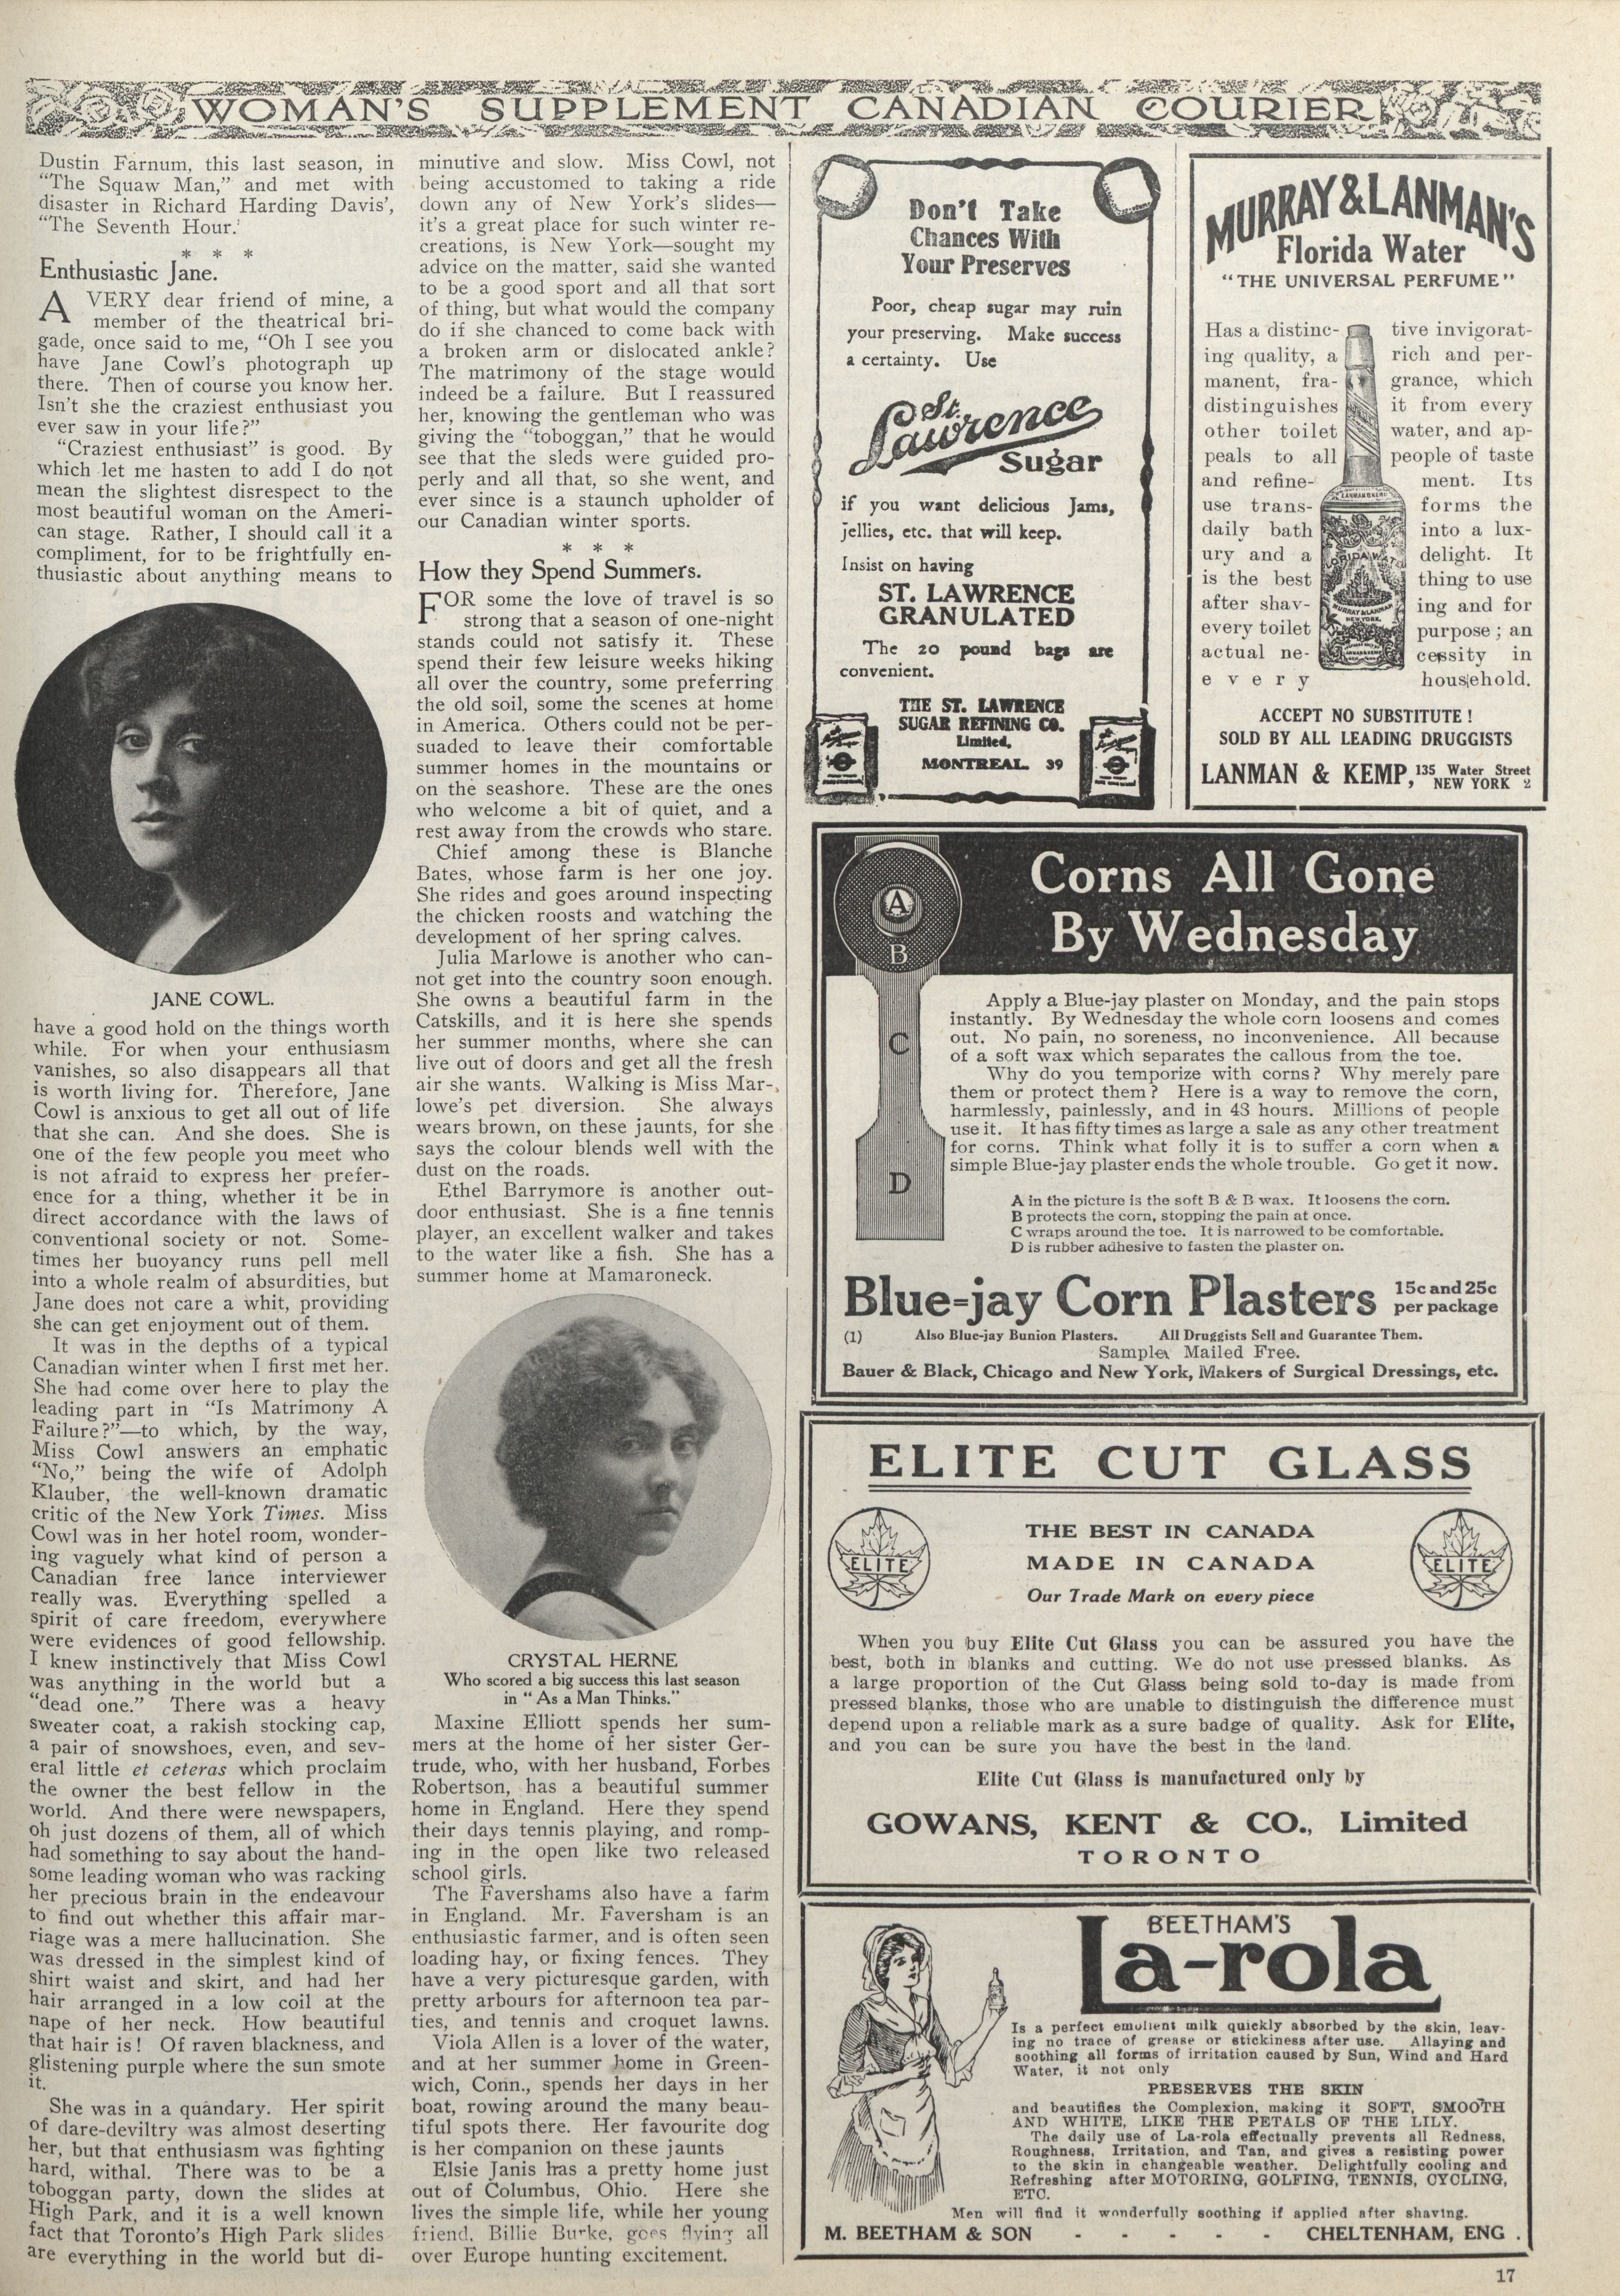 WOMAN'S SUPPLEMENT CANADIAN COURIER
Dustin Farnum, this last season, in
"The Squaw Man," and met with
disaster in Richard Harding Davis',
"The Seventh Hour.'
* * *
Enthusiastic Jane.
A VERY dear friend of mine, a
member of the theatrical bri-
gade, once said to me, "Oh I see you
have Jane Cowl's photograph up
there. Then of course you know her.
Isn't she the craziest enthusiast you
ever saw in your life?"
"Craziest enthusiast" is good. By
which let me hasten to add I do not
mean the slightest disrespect to the
most beautiful woman on the Ameri-
can stage. Rather, I should call it a
compliment, for to be frightfully en-
thusiastic about anything means to
JANE COWL.
have a good hold on the things worth
while. For when your enthusiasm
vanishes, so also disappears all that
is worth living for. Therefore, Jane
Cowl is anxious to get all out of life
that she can. And she does. She is
one of the few people you meet who
is not afraid to express her prefer-
ence for a thing, whether it be in
direct accordance with the laws of
conventional society or not. Some-
times her buoyancy runs pell mell
into a whole realm of absurdities, but
Jane does not care a whit, providing
she can get enjoyment out of them.
It was in the depths of a typical
Canadian winter when I first met her.
She had come over here to play the
leading part in "Is Matrimony A
Failure?"—to which, by the way,
Miss Cowl answers an emphatic
"No," being the wife of Adolph
Klauber, the well-known dramatic
critic of the New York Times. Miss
Cowl was in her hotel room, wonder-
ing vaguely what kind of person a
Canadian free lance interviewer
really was. Everything spelled a
spirit of care freedom, everywhere
were evidences of good fellowship.
I knew instinctively that Miss Cowl
was anything in the world but a
"dead one." There was a heavy
sweater coat, a rakish stocking cap,
a pair of snowshoes, even, and sev-
eral little et ceteras which proclaim
the owner the best fellow in the
world. And there were newspapers,
oh just dozens of them, all of which
had something to say about the hand-
some leading woman who was racking
her precious brain in the endeavour
to find out whether this affair mar-
riage was a mere hallucination. She
was dressed in the simplest kind of
shirt waist and skirt, and had her
hair arranged in a low coil at the
nape of her neck. How beautiful
that hair is! Of raven blackness, and
glistening purple where the sun smote
it.
She was in a quandary. Her spirit
of dare-deviltry was almost deserting
her, but that enthusiasm was fighting
hard, withal. There was to be a
toboggan party, down the slides at
High Park, and it is a well known
fact that Toronto's High Park slides
are everything in the world but di-
minutive and slow. Miss Cowl, not
being accustomed to taking a ride
down any of New York's slides—
it's a great place for such winter re-
creations, is New York—sought my
advice on the matter, said she wanted
to be a good sport and all that sort
of thing, but what would the company
do if she chanced to come back with
a broken arm or dislocated ankle?
The matrimony of the stage would
indeed be a failure. But I reassured
her, knowing the gentleman who was
giving the "toboggan," that he would
see that the sleds were guided pro-
perly and all that, so she went, and
ever since is a staunch upholder of
our Canadian winter sports.
* * *
How they Spend Summers.
FOR some the love of travel is so
strong that a season of one-night
stands could not satisfy it. These
spend their few leisure weeks hiking
all over the country, some preferring
the old soil, some the scenes at home
in America. Others could not be per-
suaded to leave their comfortable
summer homes in the mountains or
on the seashore. These are the ones
who welcome a bit of quiet, and a
rest away from the crowds who stare.
Chief among these is Blanche
Bates, whose farm is her one joy.
She rides and goes around inspecting
the chicken roosts and watching the
development of her spring calves.
Julia Marlowe is another who can-
not get into the country soon enough.
She owns a beautiful farm in the
Catskills, and it is here she spends
her summer months, where she can
live out of doors and get all the fresh
air she wants. Walking is Miss Mar-
lowe's pet diversion. She always
wears brown, on these jaunts, for she
says the colour blends well with the
dust on the roads.
Ethel Barrymore is another out-
door enthusiast. She is a fine tennis
player, an excellent walker and takes
to the water like a fish. She has a
summer home at Mamaroneck.
CRYSTAL HERNE
Who scored a big success this last season
in "As a Man Thinks."
Maxine Elliott spends her sum-
mers at the home of her sister Ger-
trude, who, with her husband, Forbes
Robertson, has a beautiful summer
home in England. Here they spend
their days tennis playing, and romp-
ing in the open like two released
school girls.
The Favershams also have a farm
in England. Mr. Faversham is an
enthusiastic farmer, and is often seen
loading hay, or fixing fences. They
have a very picturesque garden, with
pretty arbours for afternoon tea par-
ties, and tennis and croquet lawns.
Viola Allen is a lover of the water,
and at her summer home in Green-
wich, Conn., spends her days in her
boat, rowing around the many beau-
tiful spots there. Her favourite dog
is her companion on these jaunts
Elsie Janis has a pretty home just
out of Columbus, Ohio. Here she
lives the simple life, while her young
friend, Billie Burke, goes flying all
over Europe hunting excitement.
Don't Take
Chances With
Your Preserves
Poor, cheap sugar may ruin
your preserving. Make success
a certainty. Use
St.
Lawrence
Sugar
if you want delicious Jams,
jellies, etc. that will keep.
Insist on having
ST. LAWRENCE
GRANULATED
The 20 pound bags are
convenient.
THE ST. LAWRENCE
SUGAR REFINING CO.
Limited,
MONTREAL. 39
MURRAY & LANMAN'S
Florida Water
"THE UNIVERSAL PERFUME"
Has a distinc- tive invigorat-
ing quality, a rich and per-
manent, fra- grance, which
distinguishes it from every
other toilet water, and ap-
peals to all people of taste
and refine- ment. Its
use trans- forms the
daily bath into a lux-
ury and a delight. It
is the best thing to use
after shav- ing and for
every toilet purpose; an
actual ne- cessity in
every household.
ACCEPT NO SUBSTITUTE!
SOLD BY ALL LEADING DRUGGISTS
LANMAN & KEMP, 135 Water Street
NEW YORK 2
A
B
C
D
Corns All Gone
By Wednesday
Apply a Blue-jay plaster on Monday, and the pain stops
instantly. By Wednesday the whole corn loosens and comes
out. No pain, no soreness, no inconvenience. All because
of a soft wax which separates the callous from the toe.
Why do you temporize with corns? Why merely pare
them or protect them? Here is a way to remove the corn,
harmlessly, painlessly, and in 48 hours. Millions of people
use it. It has fifty times as large a sale as any other treatment
for corns. Think what folly it is to suffer a corn when a
simple Blue-jay plaster ends the whole trouble. Go get it now.
A in the picture is the soft B & B wax. It loosens the corn.
B protects the corn, stopping the pain at once.
C wraps around the toe. It is narrowed to be comfortable.
D is rubber adhesive to fasten the plaster on.
Blue=jay Corn Plasters 15c and 25c
per package
(1) Also Blue-jay Bunion Plasters. All Druggists Sell and Guarantee Them.
Sample Mailed Free.
Bauer & Black, Chicago and New York, Makers of Surgical Dressings, etc.
ELITE CUT GLASS
ELITE
THE BEST IN CANADA
MADE IN CANADA
Our Trade Mark on every piece
ELITE
When you buy Elite Cut Glass you can be assured you have the
best, both in blanks and cutting. We do not use pressed blanks. As
a large proportion of the Cut Glass being sold to-day is made from
pressed blanks, those who are unable to distinguish the difference must
depend upon a reliable mark as a sure badge of quality. Ask for Elite,
and you can be sure you have the best in the land.
Elite Cut Glass is manufactured only by
GOWANS, KENT & CO., Limited
TORONTO
BEETHAM'S
La-rola
Is a perfect emollient milk quickly absorbed by the skin, leav-
ing no trace of grease or stickiness after use. Allaying and
soothing all forms of irritation caused by Sun, Wind and Hard
Water, it not only
PRESERVES THE SKIN
and beautifies the Complexion, making it SOFT, SMOOTH
AND WHITE, LIKE THE PETALS OF THE LILY.
The daily use of La-rola effectually prevents all Redness,
Roughness, Irritation, and Tan, and gives a resisting power
to the skin in changeable weather. Delightfully cooling and
Refreshing after MOTORING, GOLFING, TENNIS, CYCLING,
ETC.
Men will find it wonderfully soothing if applied after shaving.
M. BEETHAM & SON - - - - - CHELTENHAM, ENG.
17